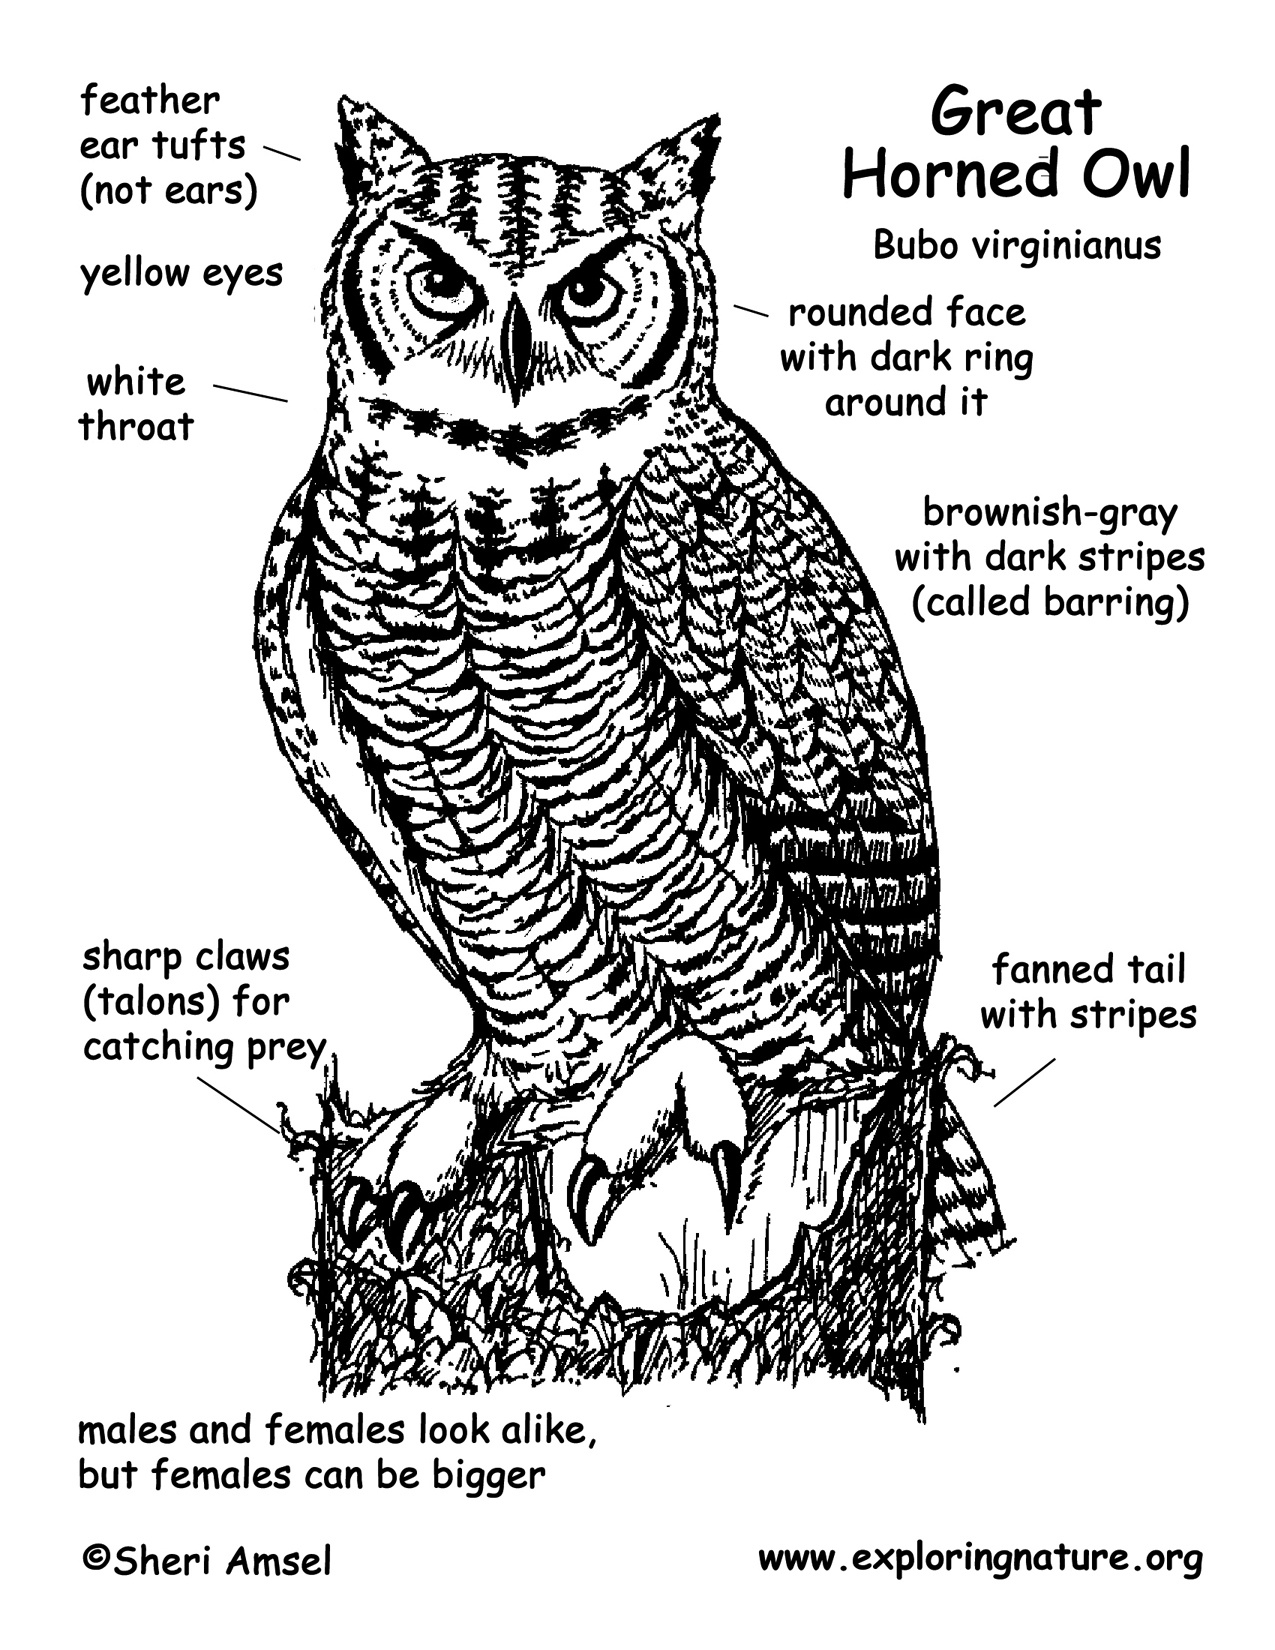 feather
ear tufts
(not ears)
Great
Horned Owl
Bubo virginianus
yellow eyes
rounded face
with dark ring
around it
white
throat
brownish-gray
with dark stripes
(called barring)
sharp claws
(talons) for
catching prey
fanned tail
with stripes
males and females look alike,
but females can be bigger
©Sheri Amsel
www.exploringnature.org